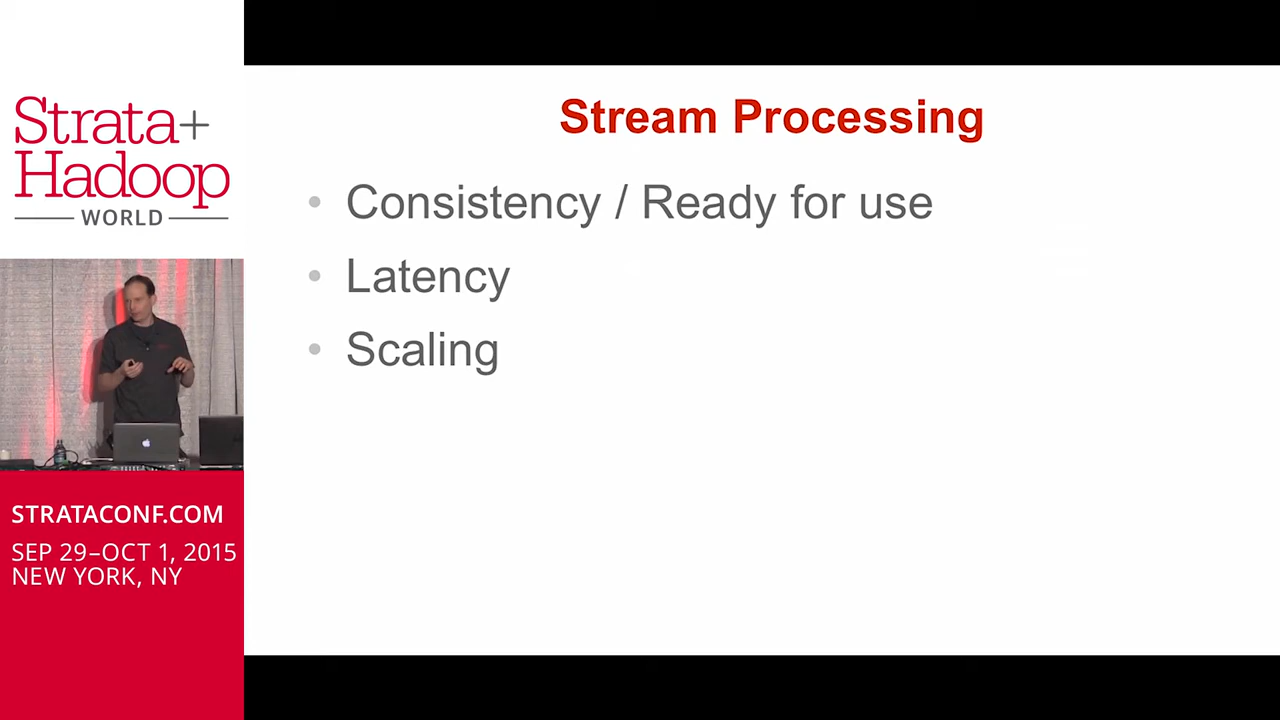 Strata+
Hadoop
WORLD
STRATACONF.COM
SEP 29–OCT 1, 2015
NEW YORK, NY
Stream Processing
• Consistency / Ready for use
• Latency
• Scaling